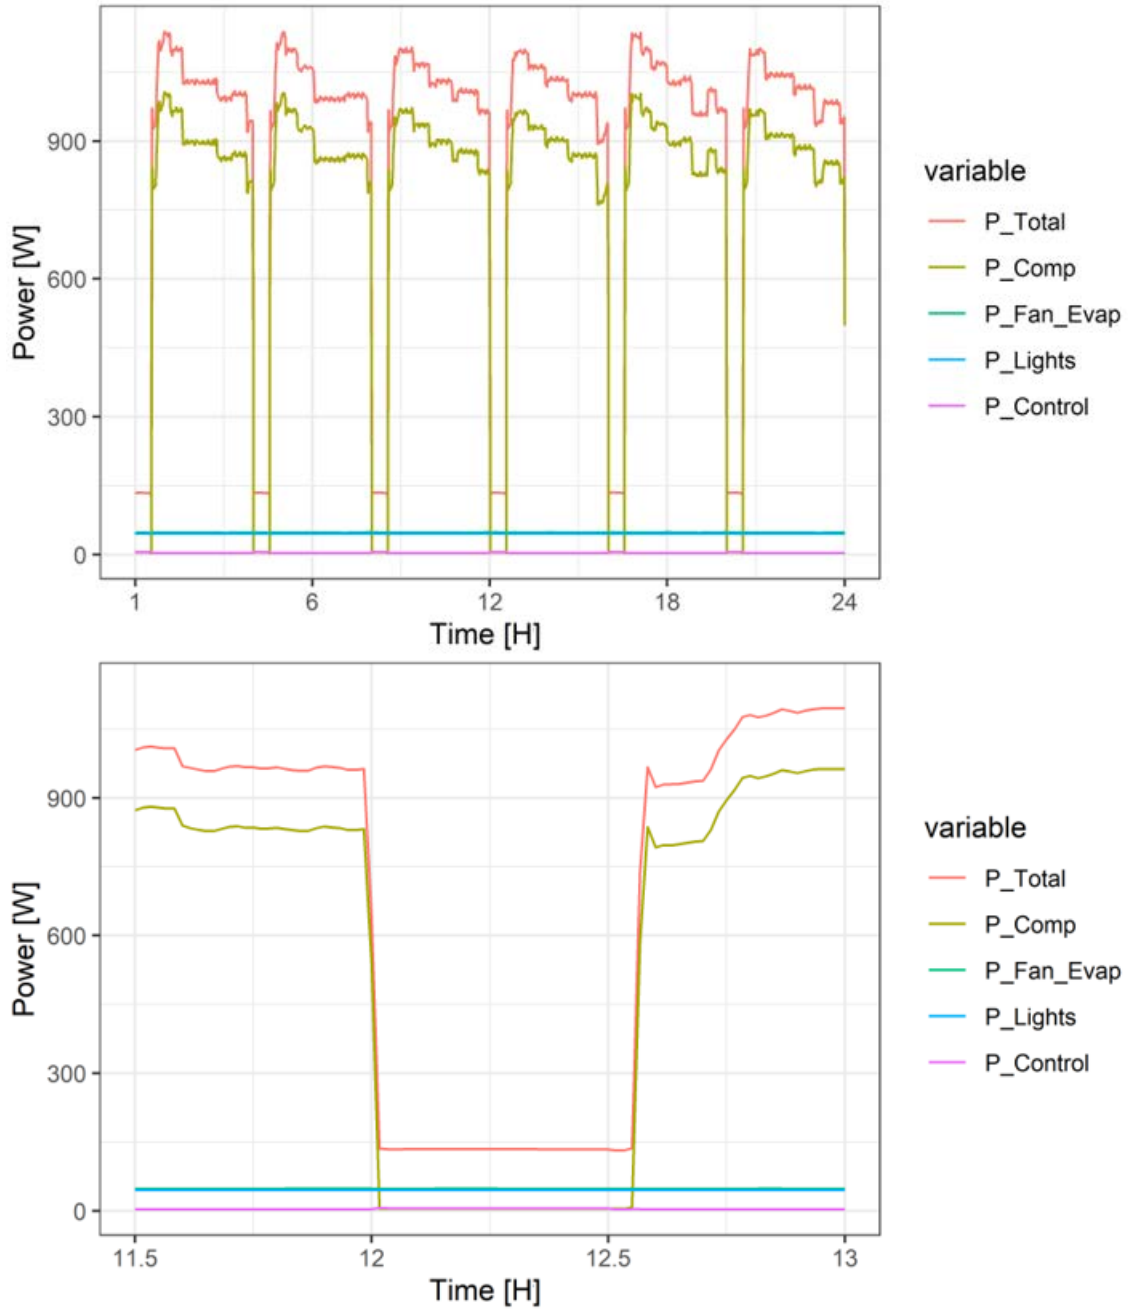 900
600
300
0
Power [W]
1
6
12
18
24
Time [H]
variable
P_Total
P_Comp
P_Fan_Evap
P_Lights
P_Control
900
600
300
0
Power [W]
11.5
12
12.5
13
Time [H]
variable
P_Total
P_Comp
P_Fan_Evap
P_Lights
P_Control